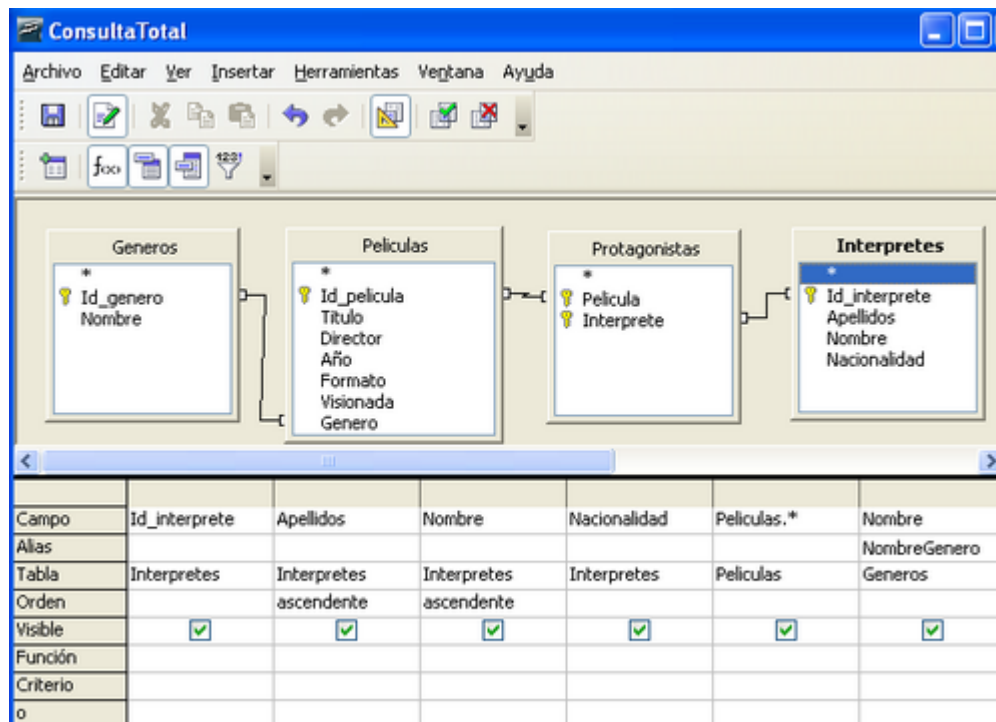 ConsultaTotal
Archivo Editar Ver Insertar Herramientas Ventana Ayuda
f(x) 123!
Generos
*
Id_genero
Nombre
Peliculas
*
Id_pelicula
Titulo
Director
Año
Formato
Visionada
Genero
Protagonistas
*
Pelicula
Interprete
Interpretes
*
Id_interprete
Apellidos
Nombre
Nacionalidad
Campo Id_interprete Apellidos Nombre Nacionalidad Peliculas.* Nombre
Alias NombreGenero
Tabla Interpretes Interpretes Interpretes Interpretes Peliculas Generos
Orden ascendente ascendente
Visible
Función
Criterio
o